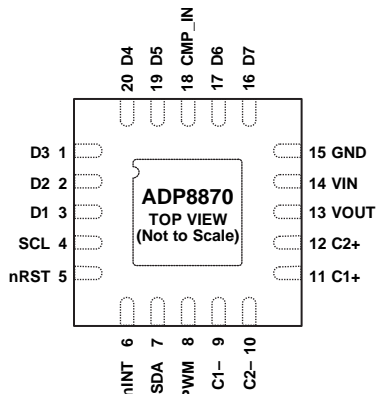 20 D4
19 D5
18 CMP_IN
17 D6
16 D7
D3 1
D2 2
D1 3
SCL 4
nRST 5
ADP8870
TOP VIEW
(Not to Scale)
15 GND
14 VIN
13 VOUT
12 C2+
11 C1+
nINT 6
SDA 7
PWM 8
C1– 9
C2– 10